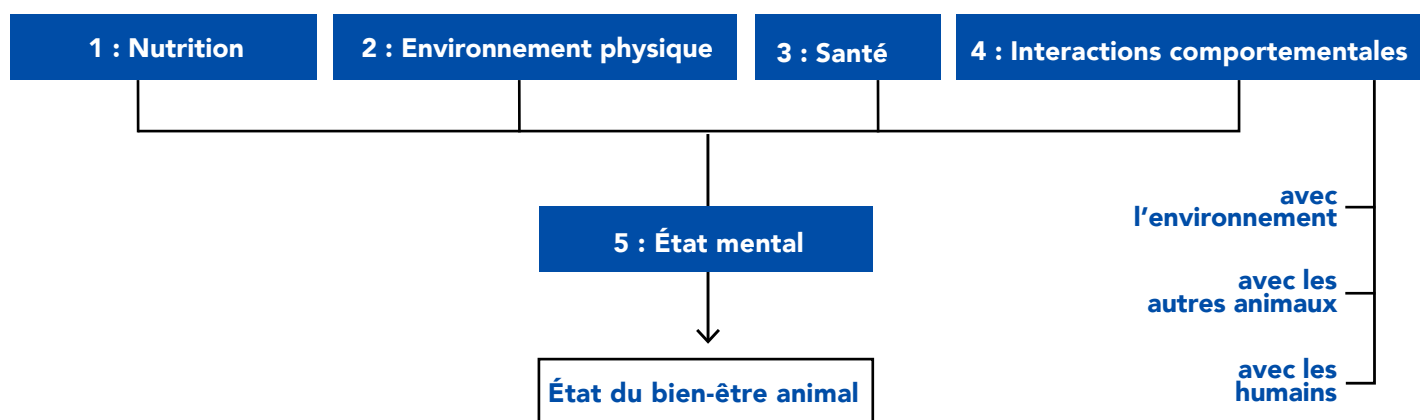 1 : Nutrition
2 : Environnement physique
3 : Santé
4 : Interactions comportementales
avec
l’environnement
5 : État mental
avec les
autres animaux
avec les
humains
État du bien-être animal